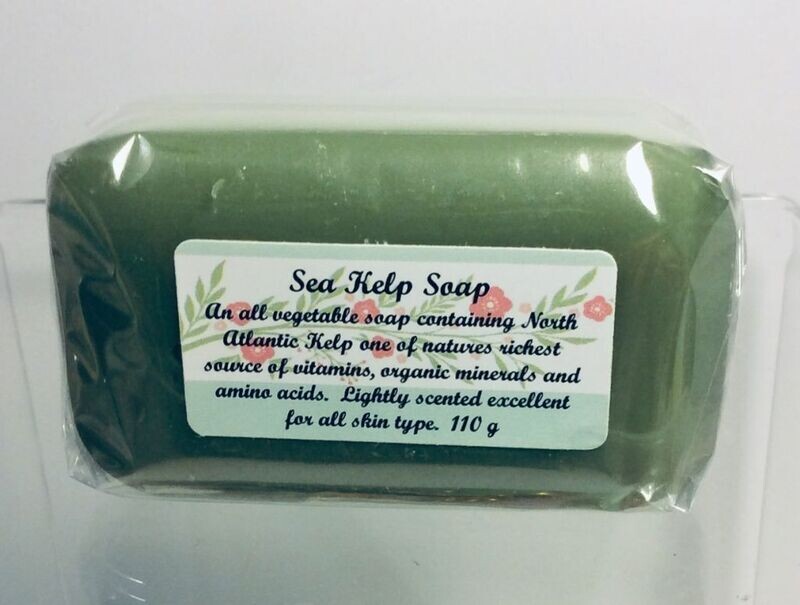 Sea Kelp Soap
An all vegetable soap containing North
Atlantic Kelp one of natures richest
source of vitamins, organic minerals and
amino acids. Lightly scented excellent
for all skin type. 110 g